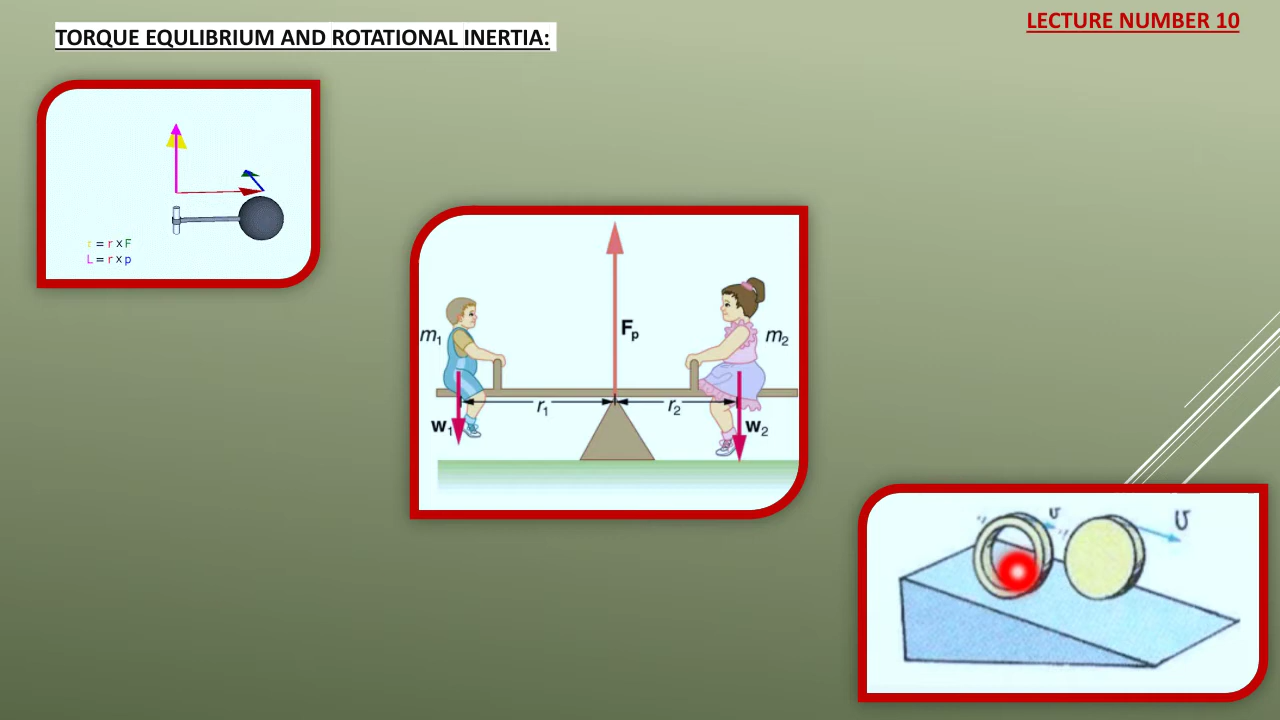 LECTURE NUMBER 10
TORQUE EQULIBRIUM AND ROTATIONAL INERTIA:
τ = r x F
L = r x p
Fp
m1
m2
r1
r2
w1
w2
υ
υ